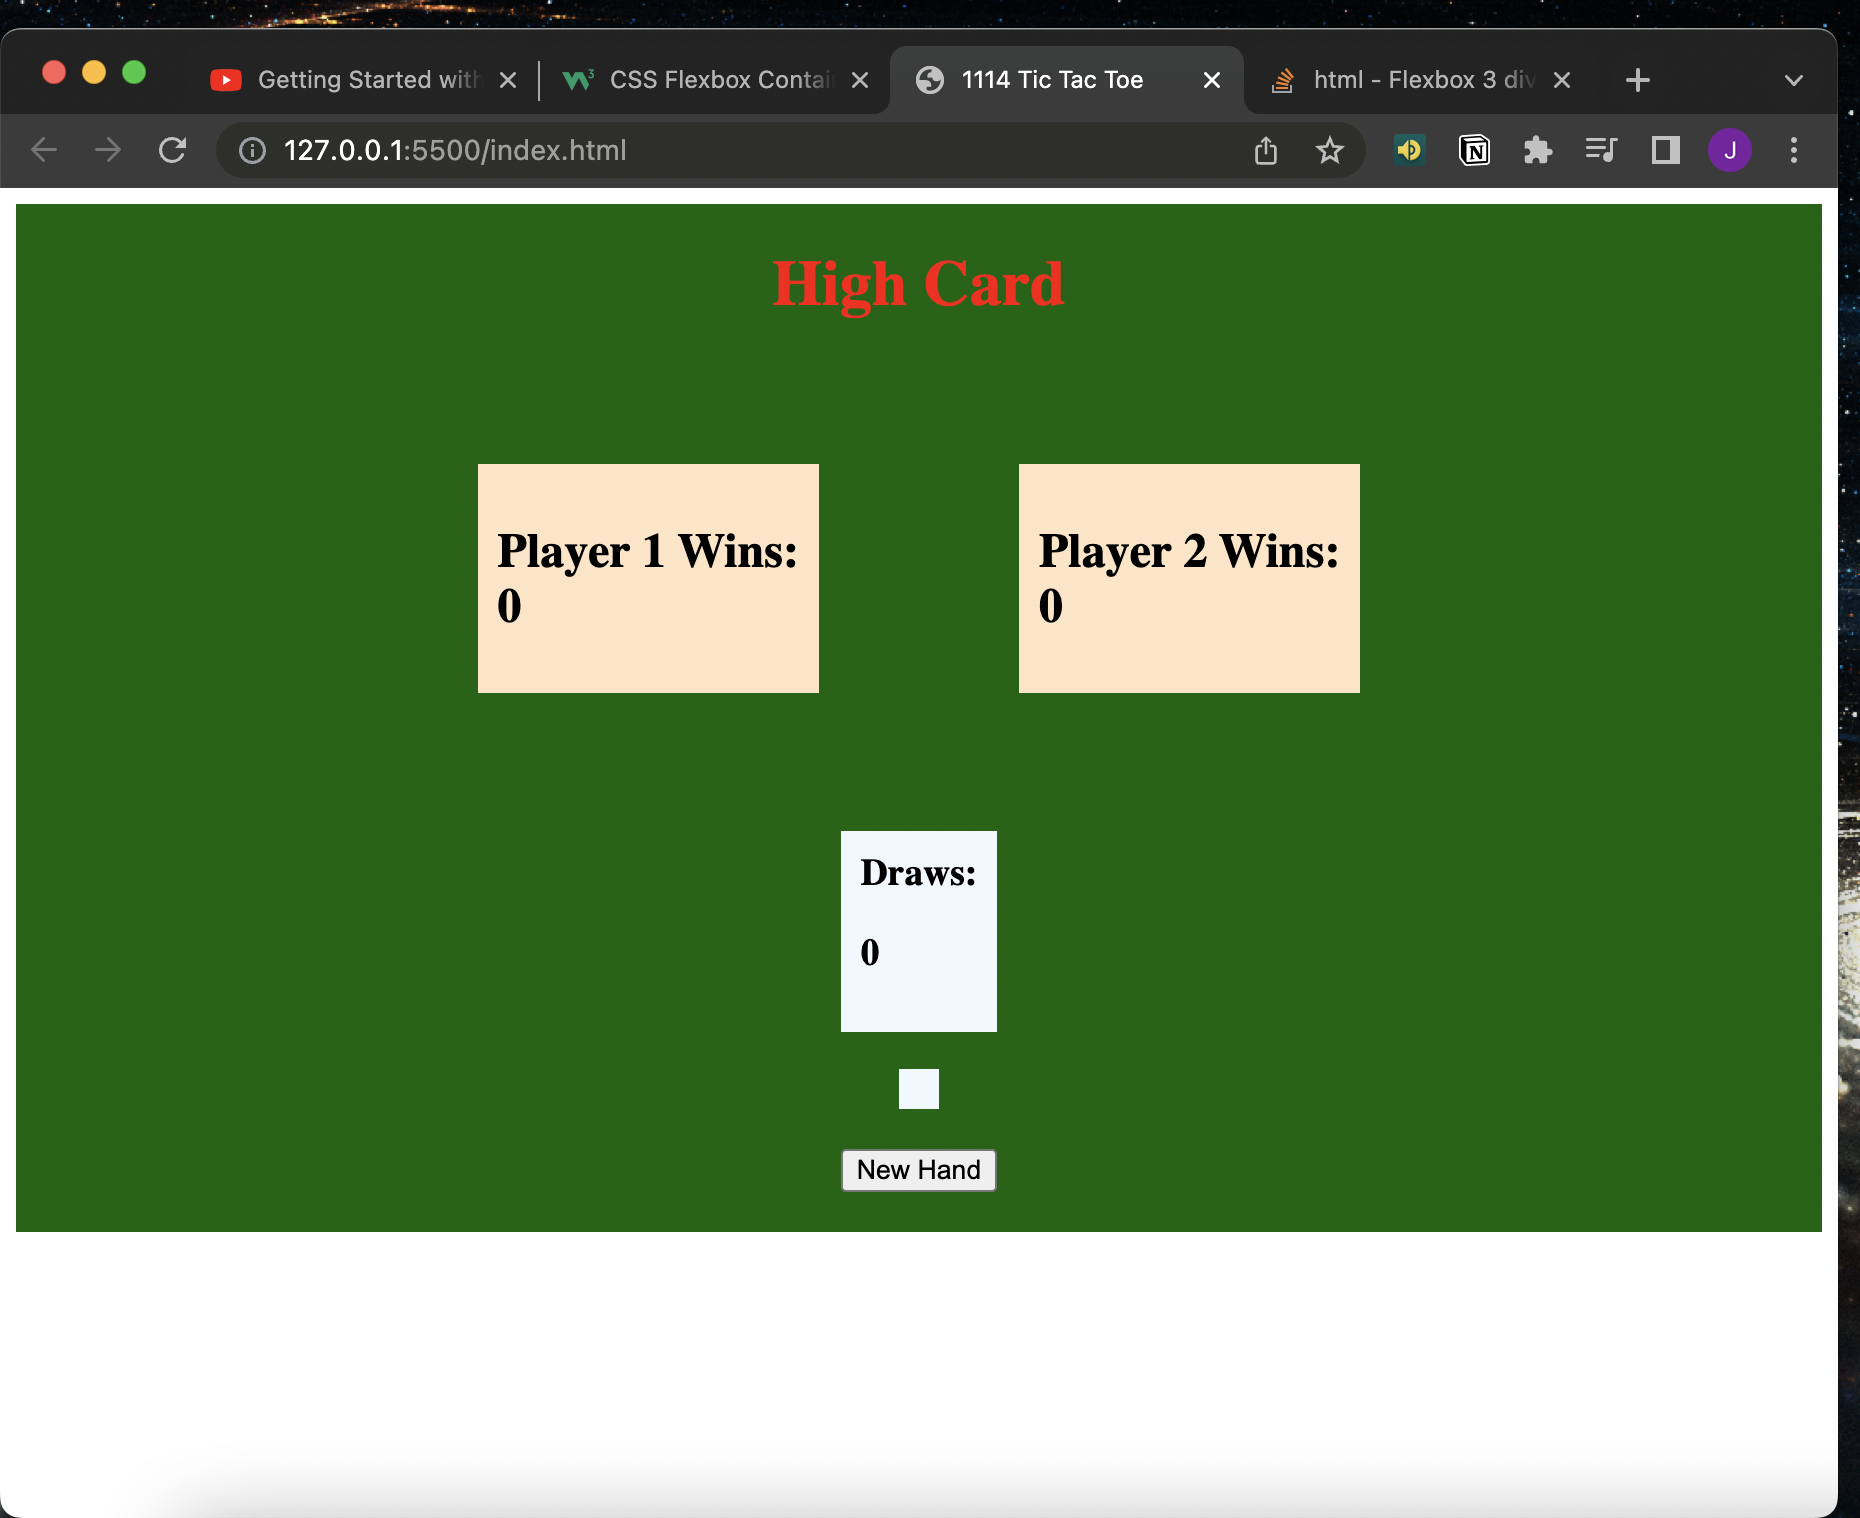 Getting Started with
CSS Flexbox Contai
1114 Tic Tac Toe
html - Flexbox 3 div
127.0.0.1:5500/index.html
N
J
High Card
Player 1 Wins:
0
Player 2 Wins:
0
Draws:
0
New Hand